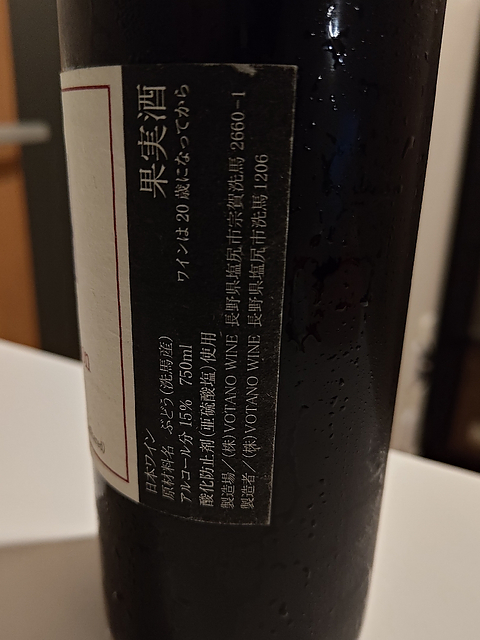 果実酒
ワインは20歳になってから
日本ワイン
原材料名 ぶどう(洗馬産)
アルコール分15% 750ml
酸化防止剤(亜硫酸塩)使用
製造場/(株)VOTANO WINE 長野県塩尻市宗賀洗馬2660-1
製造者/(株)VOTANO WINE 長野県塩尻市洗馬1206